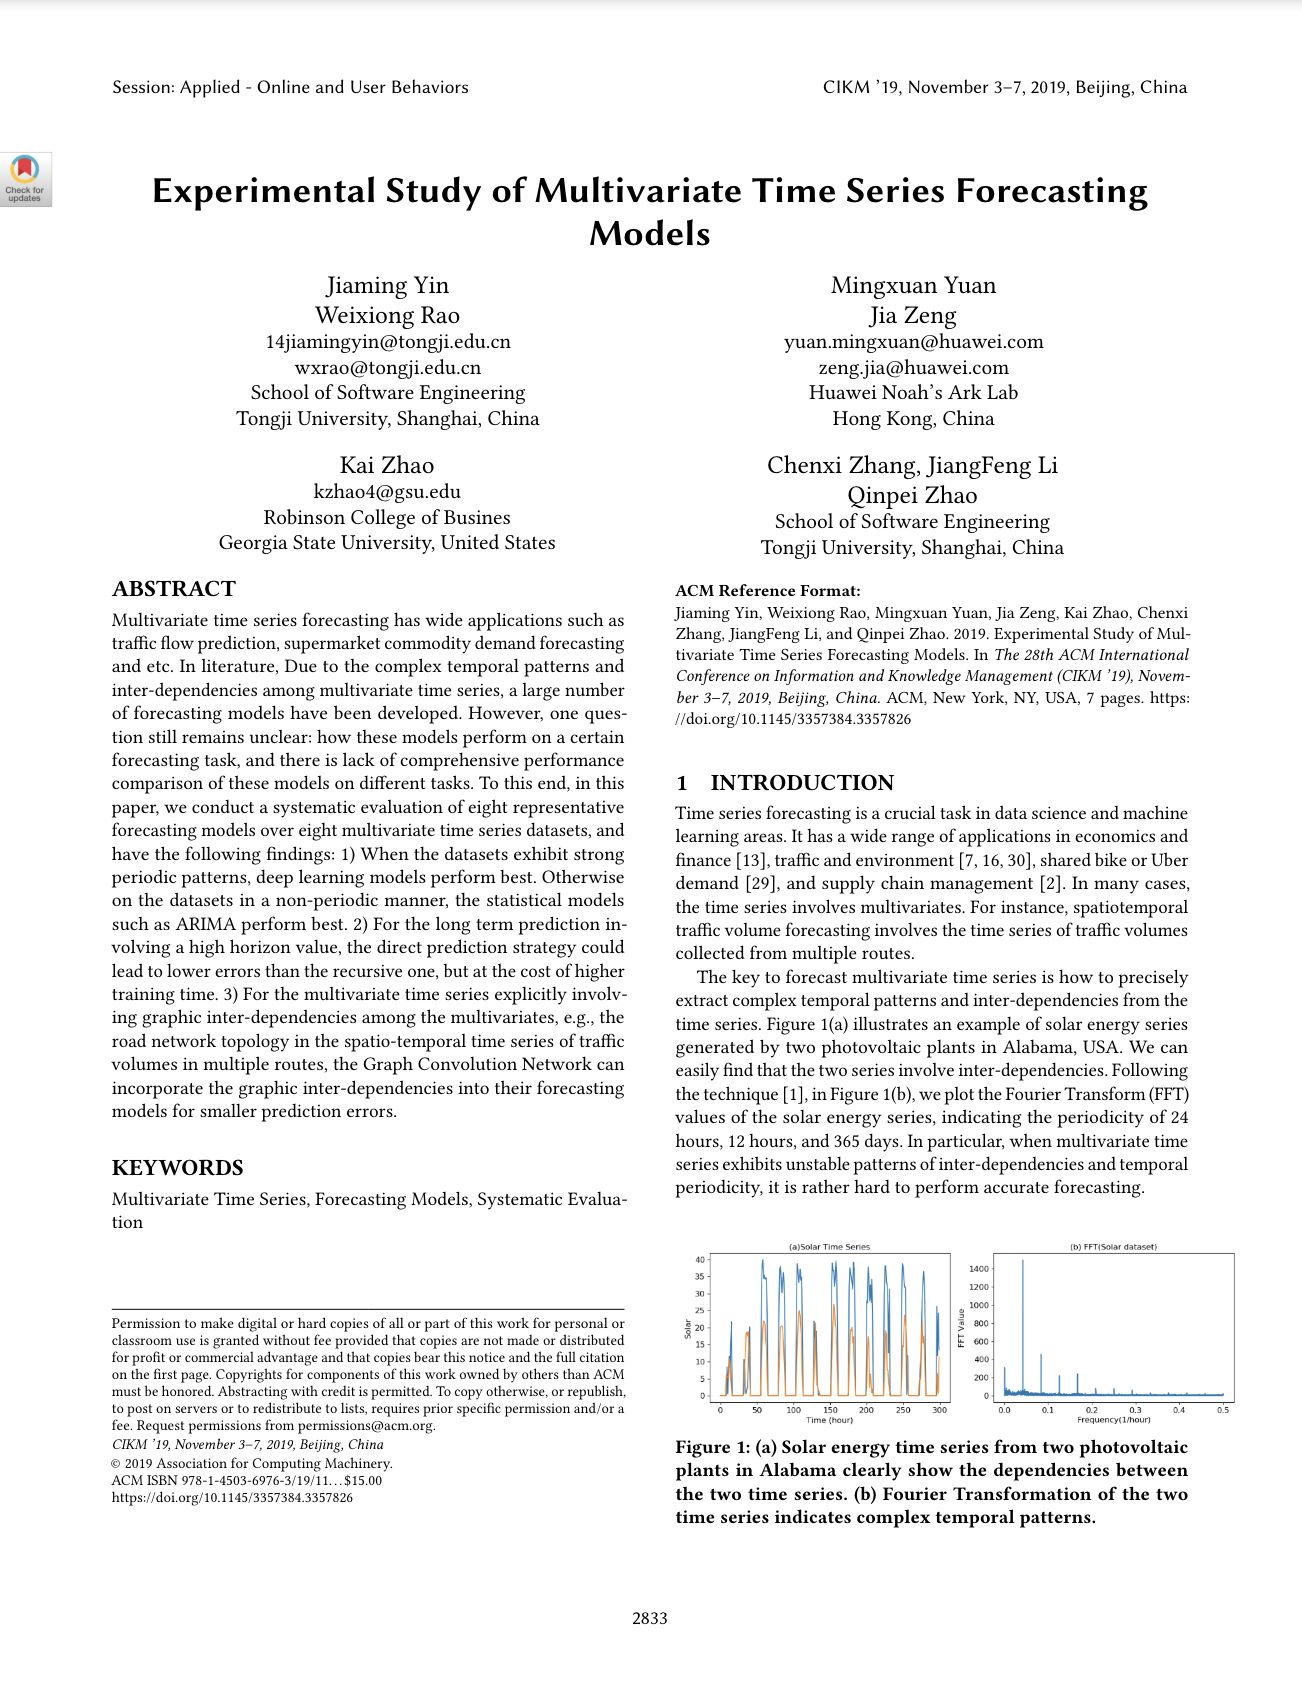 Session: Applied - Online and User Behaviors
CIKM ’19, November 3–7, 2019, Beijing, China
Check for
updates
Experimental Study of Multivariate Time Series Forecasting
Models
Jiaming Yin
Weixiong Rao
14jiamingyin@tongji.edu.cn
wxrao@tongji.edu.cn
School of Software Engineering
Tongji University, Shanghai, China
Mingxuan Yuan
Jia Zeng
yuan.mingxuan@huawei.com
zeng.jia@huawei.com
Huawei Noah’s Ark Lab
Hong Kong, China
Kai Zhao
kzhao4@gsu.edu
Robinson College of Busines
Georgia State University, United States
Chenxi Zhang, JiangFeng Li
Qinpei Zhao
School of Software Engineering
Tongji University, Shanghai, China
ABSTRACT
Multivariate time series forecasting has wide applications such as
traffic flow prediction, supermarket commodity demand forecasting
and etc. In literature, Due to the complex temporal patterns and
inter-dependencies among multivariate time series, a large number
of forecasting models have been developed. However, one ques-
tion still remains unclear: how these models perform on a certain
forecasting task, and there is lack of comprehensive performance
comparison of these models on different tasks. To this end, in this
paper, we conduct a systematic evaluation of eight representative
forecasting models over eight multivariate time series datasets, and
have the following findings: 1) When the datasets exhibit strong
periodic patterns, deep learning models perform best. Otherwise
on the datasets in a non-periodic manner, the statistical models
such as ARIMA perform best. 2) For the long term prediction in-
volving a high horizon value, the direct prediction strategy could
lead to lower errors than the recursive one, but at the cost of higher
training time. 3) For the multivariate time series explicitly involv-
ing graphic inter-dependencies among the multivariates, e.g., the
road network topology in the spatio-temporal time series of traffic
volumes in multiple routes, the Graph Convolution Network can
incorporate the graphic inter-dependencies into their forecasting
models for smaller prediction errors.
KEYWORDS
Multivariate Time Series, Forecasting Models, Systematic Evalua-
tion
Permission to make digital or hard copies of all or part of this work for personal or
classroom use is granted without fee provided that copies are not made or distributed
for profit or commercial advantage and that copies bear this notice and the full citation
on the first page. Copyrights for components of this work owned by others than ACM
must be honored. Abstracting with credit is permitted. To copy otherwise, or republish,
to post on servers or to redistribute to lists, requires prior specific permission and/or a
fee. Request permissions from permissions@acm.org.
CIKM ’19, November 3–7, 2019, Beijing, China
© 2019 Association for Computing Machinery.
ACM ISBN 978-1-4503-6976-3/19/11...$15.00
https://doi.org/10.1145/3357384.3357826
ACM Reference Format:
Jiaming Yin, Weixiong Rao, Mingxuan Yuan, Jia Zeng, Kai Zhao, Chenxi
Zhang, JiangFeng Li, and Qinpei Zhao. 2019. Experimental Study of Mul-
tivariate Time Series Forecasting Models. In The 28th ACM International
Conference on Information and Knowledge Management (CIKM ’19), Novem-
ber 3–7, 2019, Beijing, China. ACM, New York, NY, USA, 7 pages. https:
//doi.org/10.1145/3357384.3357826
1 INTRODUCTION
Time series forecasting is a crucial task in data science and machine
learning areas. It has a wide range of applications in economics and
finance [13], traffic and environment [7, 16, 30], shared bike or Uber
demand [29], and supply chain management [2]. In many cases,
the time series involves multivariates. For instance, spatiotemporal
traffic volume forecasting involves the time series of traffic volumes
collected from multiple routes.
The key to forecast multivariate time series is how to precisely
extract complex temporal patterns and inter-dependencies from the
time series. Figure 1(a) illustrates an example of solar energy series
generated by two photovoltaic plants in Alabama, USA. We can
easily find that the two series involve inter-dependencies. Following
the technique [1], in Figure 1(b), we plot the Fourier Transform (FFT)
values of the solar energy series, indicating the periodicity of 24
hours, 12 hours, and 365 days. In particular, when multivariate time
series exhibits unstable patterns of inter-dependencies and temporal
periodicity, it is rather hard to perform accurate forecasting.
(a)Solar Time Series
40
35
30
25
20
15
10
5
0
Solar
0 50 100 150 200 250 300
Time (hour)
(b) FFT(Solar dataset)
1400
1200
1000
800
600
400
200
0
FFT Value
0.0 0.1 0.2 0.3 0.4 0.5
Frequency(1/hour)
Figure 1: (a) Solar energy time series from two photovoltaic
plants in Alabama clearly show the dependencies between
the two time series. (b) Fourier Transformation of the two
time series indicates complex temporal patterns.
2833